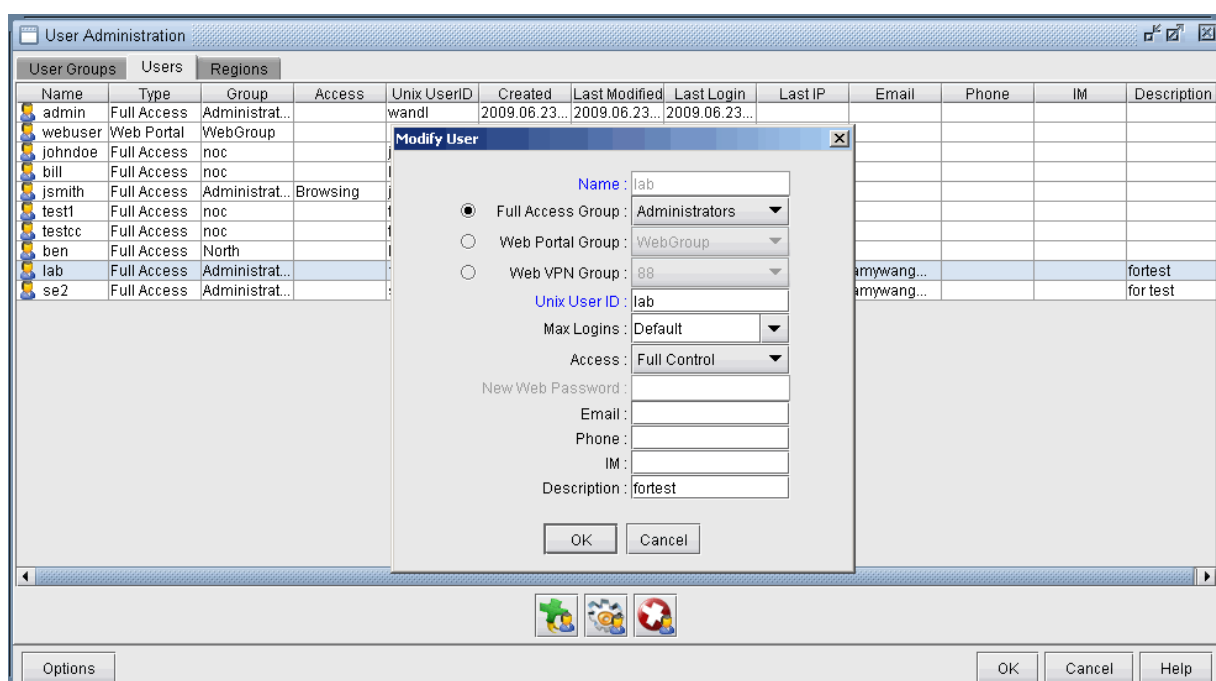 User Administration
User Groups Users Regions
Name Type Group Access Unix UserID Created Last Modified Last Login Last IP Email Phone IM Description
admin Full Access Administrat... wandl 2009.06.23... 2009.06.23... 2009.06.23...
webuser Web Portal WebGroup
johndoe Full Access noc
bill Full Access noc
jsmith Full Access Administrat... Browsing
test1 Full Access noc
testcc Full Access noc
ben Full Access North
lab Full Access Administrat... amywang... fortest
se2 Full Access Administrat... amywang... for test
Modify User
Name : lab
Full Access Group : Administrators
Web Portal Group : WebGroup
Web VPN Group : 88
Unix User ID : lab
Max Logins : Default
Access : Full Control
New Web Password :
Email :
Phone :
IM :
Description : fortest
OK Cancel
Options OK Cancel Help